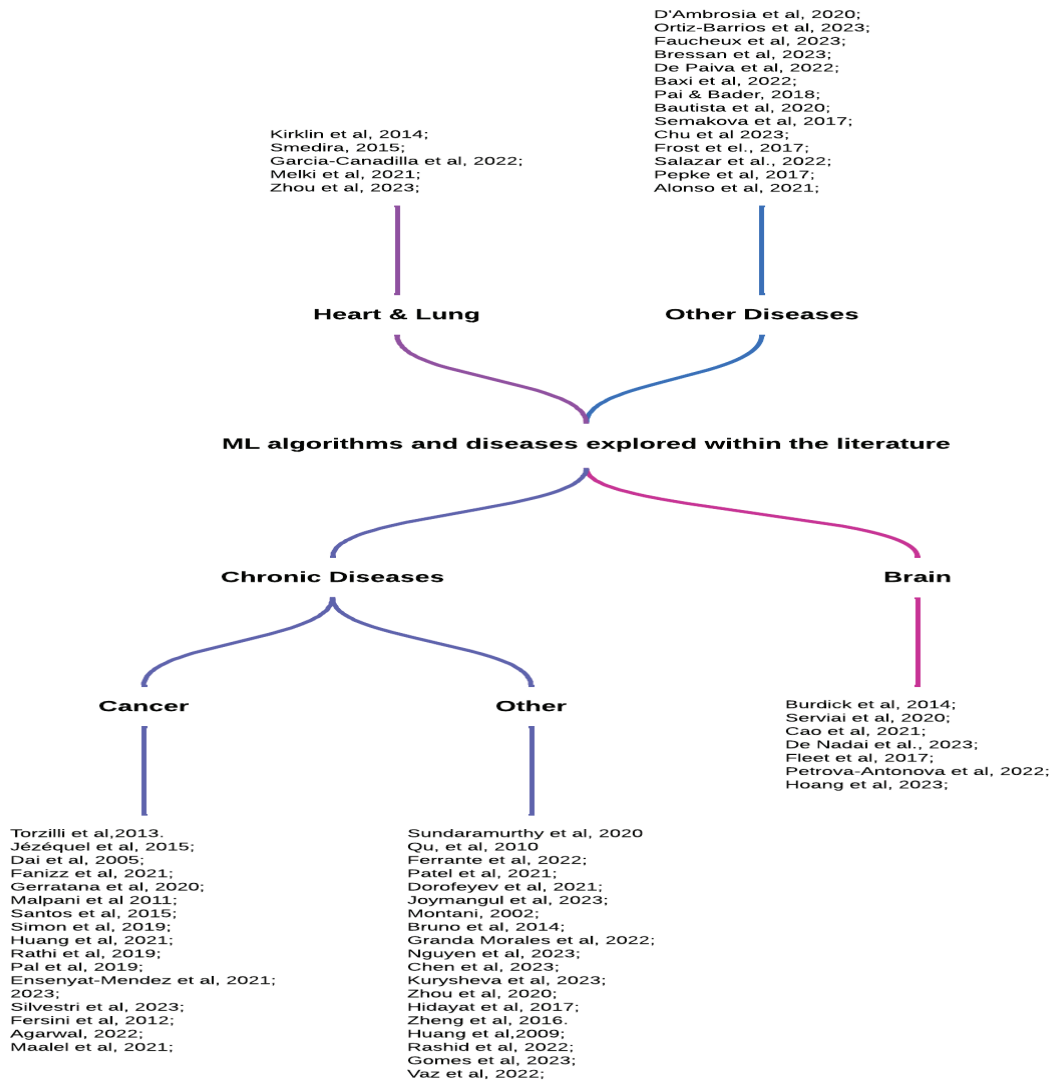 D'Ambrosia et al, 2020;
Ortiz-Barrios et al, 2023;
Faucheux et al, 2023;
Bressan et al, 2023;
De Paiva et al, 2022;
Baxi et al, 2022;
Pai & Bader, 2018;
Bautista et al, 2020;
Semakova et al, 2017;
Chu et al 2023;
Frost et el., 2017;
Salazar et al., 2022;
Pepke et al, 2017;
Alonso et al, 2021;
Kirklin et al, 2014;
Smedira, 2015;
Garcia-Canadilla et al, 2022;
Melki et al, 2021;
Zhou et al, 2023;
Heart & Lung
Other Diseases
ML algorithms and diseases explored within the literature
Chronic Diseases
Brain
Cancer
Other
Burdick et al, 2014;
Serviai et al, 2020;
Cao et al, 2021;
De Nadai et al., 2023;
Fleet et al, 2017;
Petrova-Antonova et al, 2022;
Hoang et al, 2023;
Torzilli et al,2013.
Jézéquel et al, 2015;
Dai et al, 2005;
Fanizz et al, 2021;
Gerratana et al, 2020;
Malpani et al 2011;
Santos et al, 2015;
Simon et al, 2019;
Huang et al, 2021;
Rathi et al, 2019;
Pal et al, 2019;
Ensenyat-Mendez et al, 2021;
2023;
Silvestri et al, 2023;
Fersini et al, 2012;
Agarwal, 2022;
Maalel et al, 2021;
Sundaramurthy et al, 2020
Qu, et al, 2010
Ferrante et al, 2022;
Patel et al, 2021;
Dorofeyev et al, 2021;
Joymangul et al, 2023;
Montani, 2002;
Bruno et al, 2014;
Granda Morales et al, 2022;
Nguyen et al, 2023;
Chen et al, 2023;
Kurysheva et al, 2023;
Zhou et al, 2020;
Hidayat et al, 2017;
Zheng et al, 2016.
Huang et al,2009;
Rashid et al, 2022;
Gomes et al, 2023;
Vaz et al, 2022;